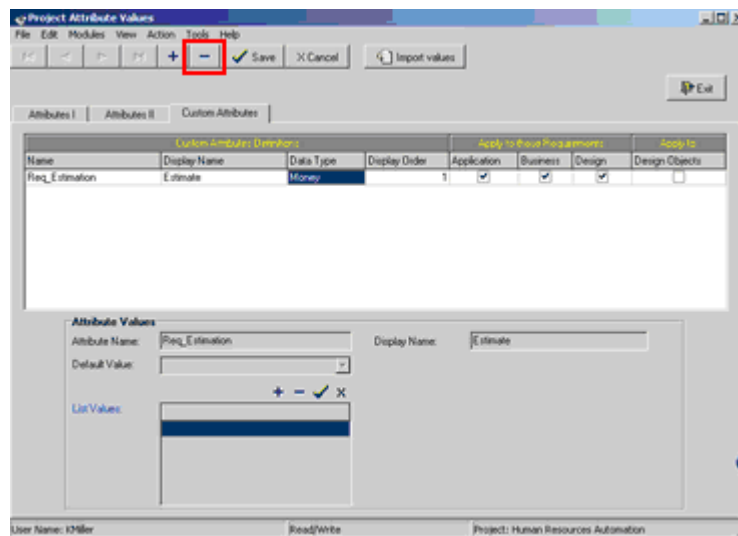 Project Attribute Values
File Edit Modules View Action Tools Help
Save X Cancel Import values
Exit
Attributes I Attributes II Custom Attributes
Custom Attributes Definitions Apply to these Requirements Apply to
Name Display Name Data Type Display Order Application Business Design Design Objects
Req_Estimation Estimate Money 1
Attribute Values
Attribute Name: Req_Estimation Display Name: Estimate
Default Value:
List Values:
User Name: KMiller Read/Write Project: Human Resources Automation